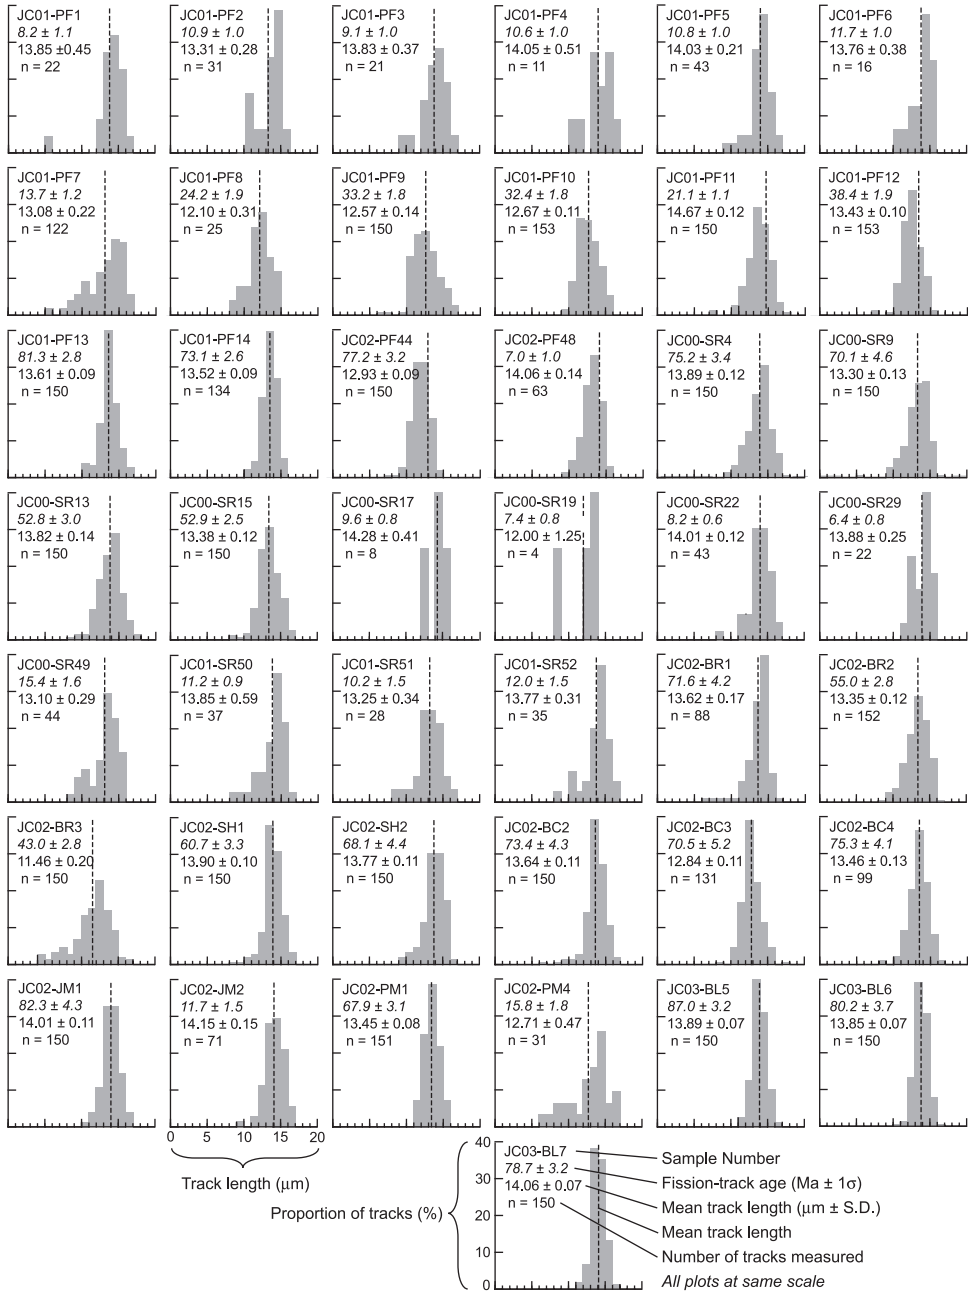 JC01-PF1
8.2 ± 1.1
13.85 ±0.45
n = 22
JC01-PF2
10.9 ± 1.0
13.31 ± 0.28
n = 31
JC01-PF3
9.1 ± 1.0
13.83 ± 0.37
n = 21
JC01-PF4
10.6 ± 1.0
14.05 ± 0.51
n = 11
JC01-PF5
10.8 ± 1.0
14.03 ± 0.21
n = 43
JC01-PF6
11.7 ± 1.0
13.76 ± 0.38
n = 16
JC01-PF7
13.7 ± 1.2
13.08 ± 0.22
n = 122
JC01-PF8
24.2 ± 1.9
12.10 ± 0.31
n = 25
JC01-PF9
33.2 ± 1.8
12.57 ± 0.14
n = 150
JC01-PF10
32.4 ± 1.8
12.67 ± 0.11
n = 153
JC01-PF11
21.1 ± 1.1
14.67 ± 0.12
n = 150
JC01-PF12
38.4 ± 1.9
13.43 ± 0.10
n = 153
JC01-PF13
81.3 ± 2.8
13.61 ± 0.09
n = 150
JC01-PF14
73.1 ± 2.6
13.52 ± 0.09
n = 134
JC02-PF44
77.2 ± 3.2
12.93 ± 0.09
n = 150
JC02-PF48
7.0 ± 1.0
14.06 ± 0.14
n = 63
JC00-SR4
75.2 ± 3.4
13.89 ± 0.12
n = 150
JC00-SR9
70.1 ± 4.6
13.30 ± 0.13
n = 150
JC00-SR13
52.8 ± 3.0
13.82 ± 0.14
n = 150
JC00-SR15
52.9 ± 2.5
13.38 ± 0.12
n = 150
JC00-SR17
9.6 ± 0.8
14.28 ± 0.41
n = 8
JC00-SR19
7.4 ± 0.8
12.00 ± 1.25
n = 4
JC00-SR22
8.2 ± 0.6
14.01 ± 0.12
n = 43
JC00-SR29
6.4 ± 0.8
13.88 ± 0.25
n = 22
JC00-SR49
15.4 ± 1.6
13.10 ± 0.29
n = 44
JC01-SR50
11.2 ± 0.9
13.85 ± 0.59
n = 37
JC01-SR51
10.2 ± 1.5
13.25 ± 0.34
n = 28
JC01-SR52
12.0 ± 1.5
13.77 ± 0.31
n = 35
JC02-BR1
71.6 ± 4.2
13.62 ± 0.17
n = 88
JC02-BR2
55.0 ± 2.8
13.35 ± 0.12
n = 152
JC02-BR3
43.0 ± 2.8
11.46 ± 0.20
n = 150
JC02-SH1
60.7 ± 3.3
13.90 ± 0.10
n = 150
JC02-SH2
68.1 ± 4.4
13.77 ± 0.11
n = 150
JC02-BC2
73.4 ± 4.3
13.64 ± 0.11
n = 150
JC02-BC3
70.5 ± 5.2
12.84 ± 0.11
n = 131
JC02-BC4
75.3 ± 4.1
13.46 ± 0.13
n = 99
JC02-JM1
82.3 ± 4.3
14.01 ± 0.11
n = 150
JC02-JM2
11.7 ± 1.5
14.15 ± 0.15
n = 71
JC02-PM1
67.9 ± 3.1
13.45 ± 0.08
n = 151
JC02-PM4
15.8 ± 1.8
12.71 ± 0.47
n = 31
JC03-BL5
87.0 ± 3.2
13.89 ± 0.07
n = 150
JC03-BL6
80.2 ± 3.7
13.85 ± 0.07
n = 150
0 5 10 15 20
Track length (μm)
Proportion of tracks (%)
40
30
20
10
0
JC03-BL7
78.7 ± 3.2
14.06 ± 0.07
n = 150
Sample Number
Fission-track age (Ma ± 1σ)
Mean track length (μm ± S.D.)
Mean track length
Number of tracks measured
All plots at same scale